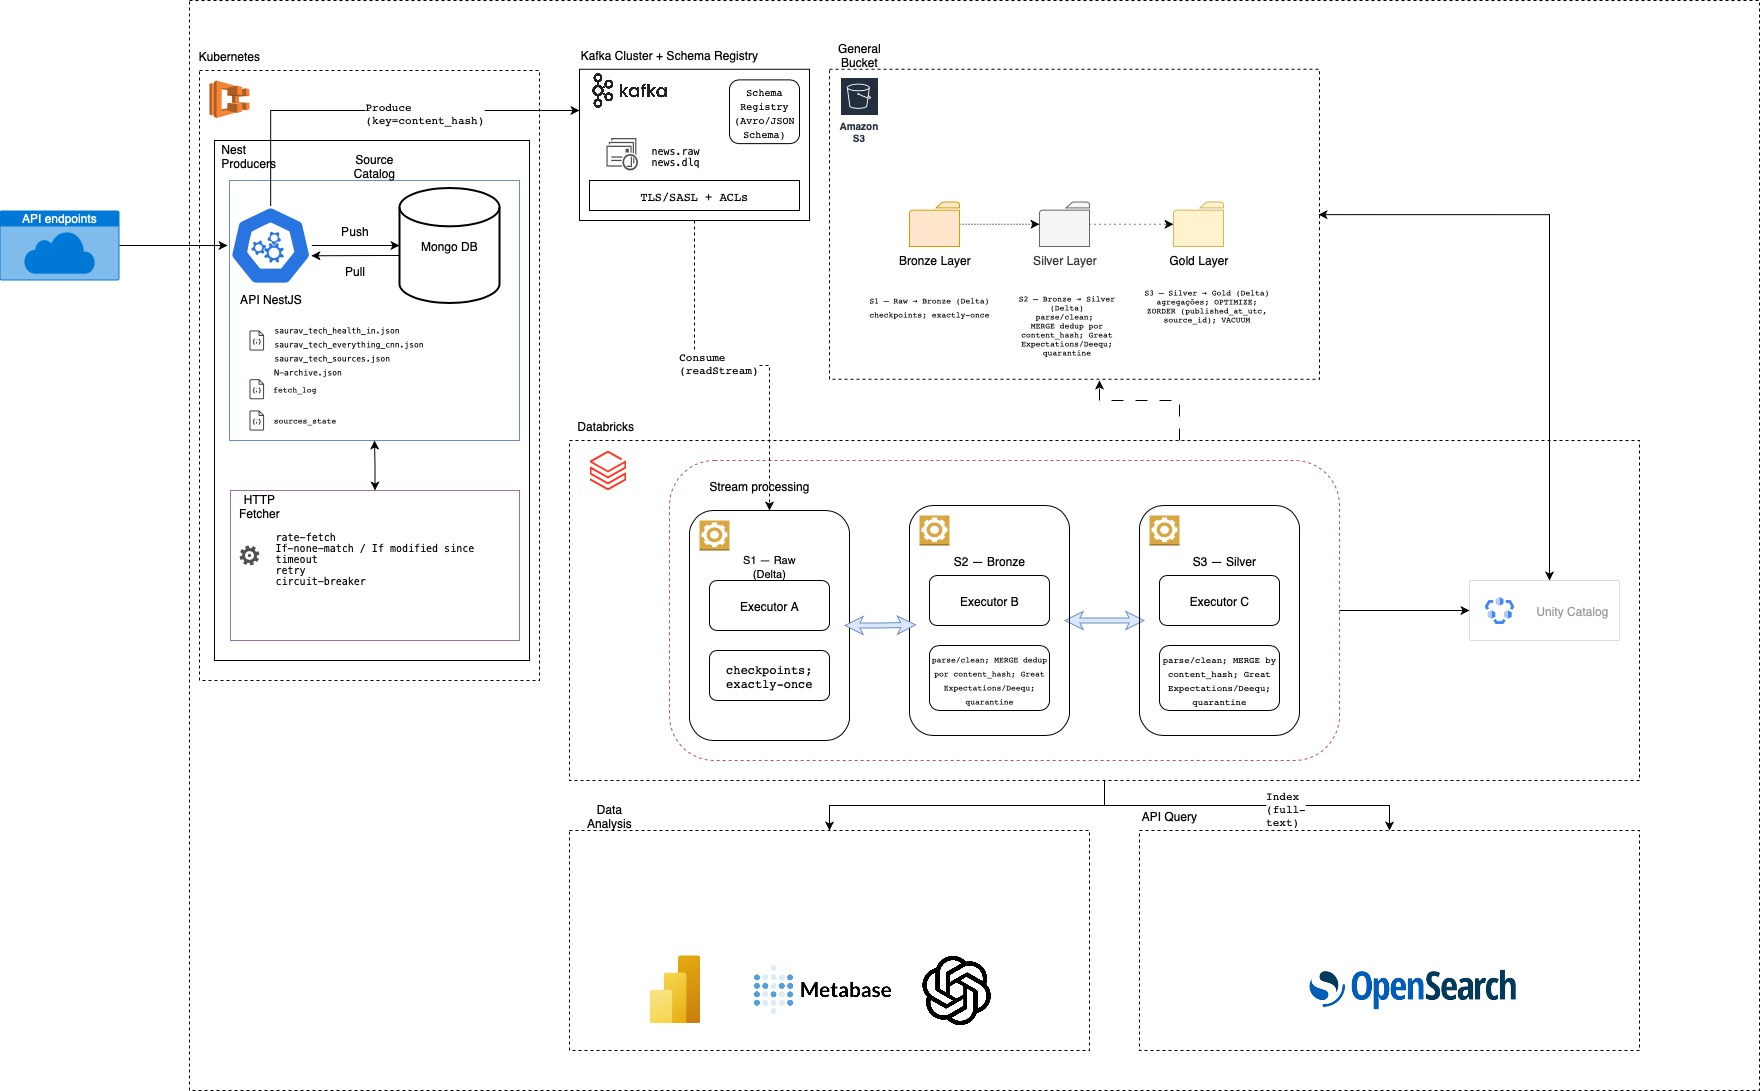 Kubernetes
Produce
(key=content_hash)
Nest
Producers
Source
Catalog
API endpoints
Push
Pull
Mongo DB
API NestJS
saurav_tech_health_in.json
saurav_tech_everything_cnn.json
saurav_tech_sources.json
N-archive.json
fetch_log
sources_state
HTTP
Fetcher
rate-fetch
If-none-match / If modified since
timeout
retry
circuit-breaker
Kafka Cluster + Schema Registry
kafka
Schema
Registry
(Avro/JSON
Schema)
news.raw
news.dlq
TLS/SASL + ACLs
Consume
(readStream)
General
Bucket
Amazon
S3
Bronze Layer
Silver Layer
Gold Layer
S1 — Raw → Bronze (Delta)
checkpoints; exactly-once
S2 — Bronze → Silver
(Delta)
parse/clean;
MERGE dedup por
content_hash; Great
Expectations/Deequ;
quarantine
S3 — Silver → Gold (Delta)
agregações; OPTIMIZE;
ZORDER (published_at_utc,
source_id); VACUUM
Databricks
Stream processing
S1 — Raw
(Delta)
Executor A
checkpoints;
exactly-once
S2 — Bronze
Executor B
parse/clean; MERGE dedup
por content_hash; Great
Expectations/Deequ;
quarantine
S3 — Silver
Executor C
parse/clean; MERGE by
content_hash; Great
Expectations/Deequ;
quarantine
Unity Catalog
Data
Analysis
Metabase
API Query
Index
(full-
text)
OpenSearch